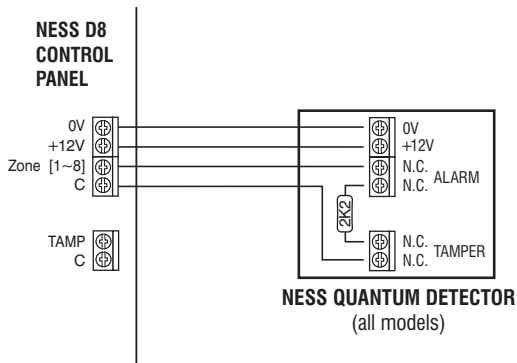 NESS D8
CONTROL
PANEL
0V
+12V
Zone [1~8]
C
TAMP
C
0V
+12V
N.C.
N.C.
ALARM
2K2
N.C.
N.C.
TAMPER
NESS QUANTUM DETECTOR
(all models)